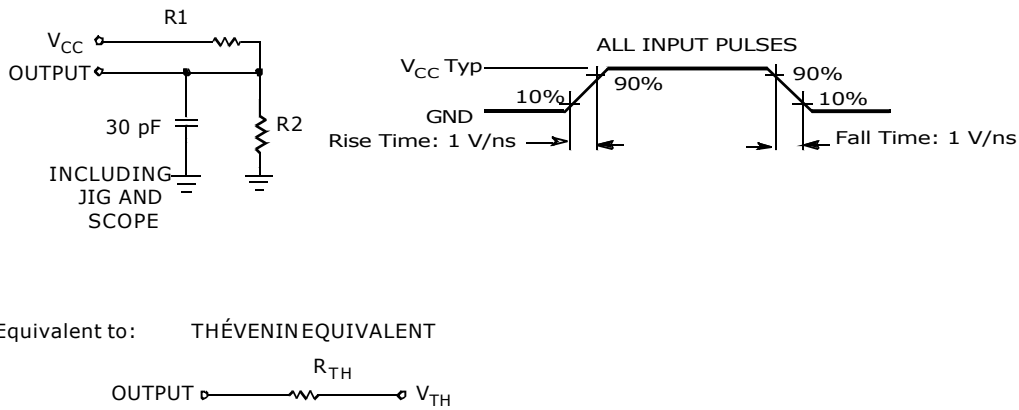 R1
VCC
OUTPUT
30 pF
R2
INCLUDING
JIG AND
SCOPE
ALL INPUT PULSES
VCC Typ
90%
90%
10%
10%
GND
Rise Time: 1 V/ns
Fall Time: 1 V/ns
Equivalent to: THÉVENIN EQUIVALENT
RTH
OUTPUT
VTH